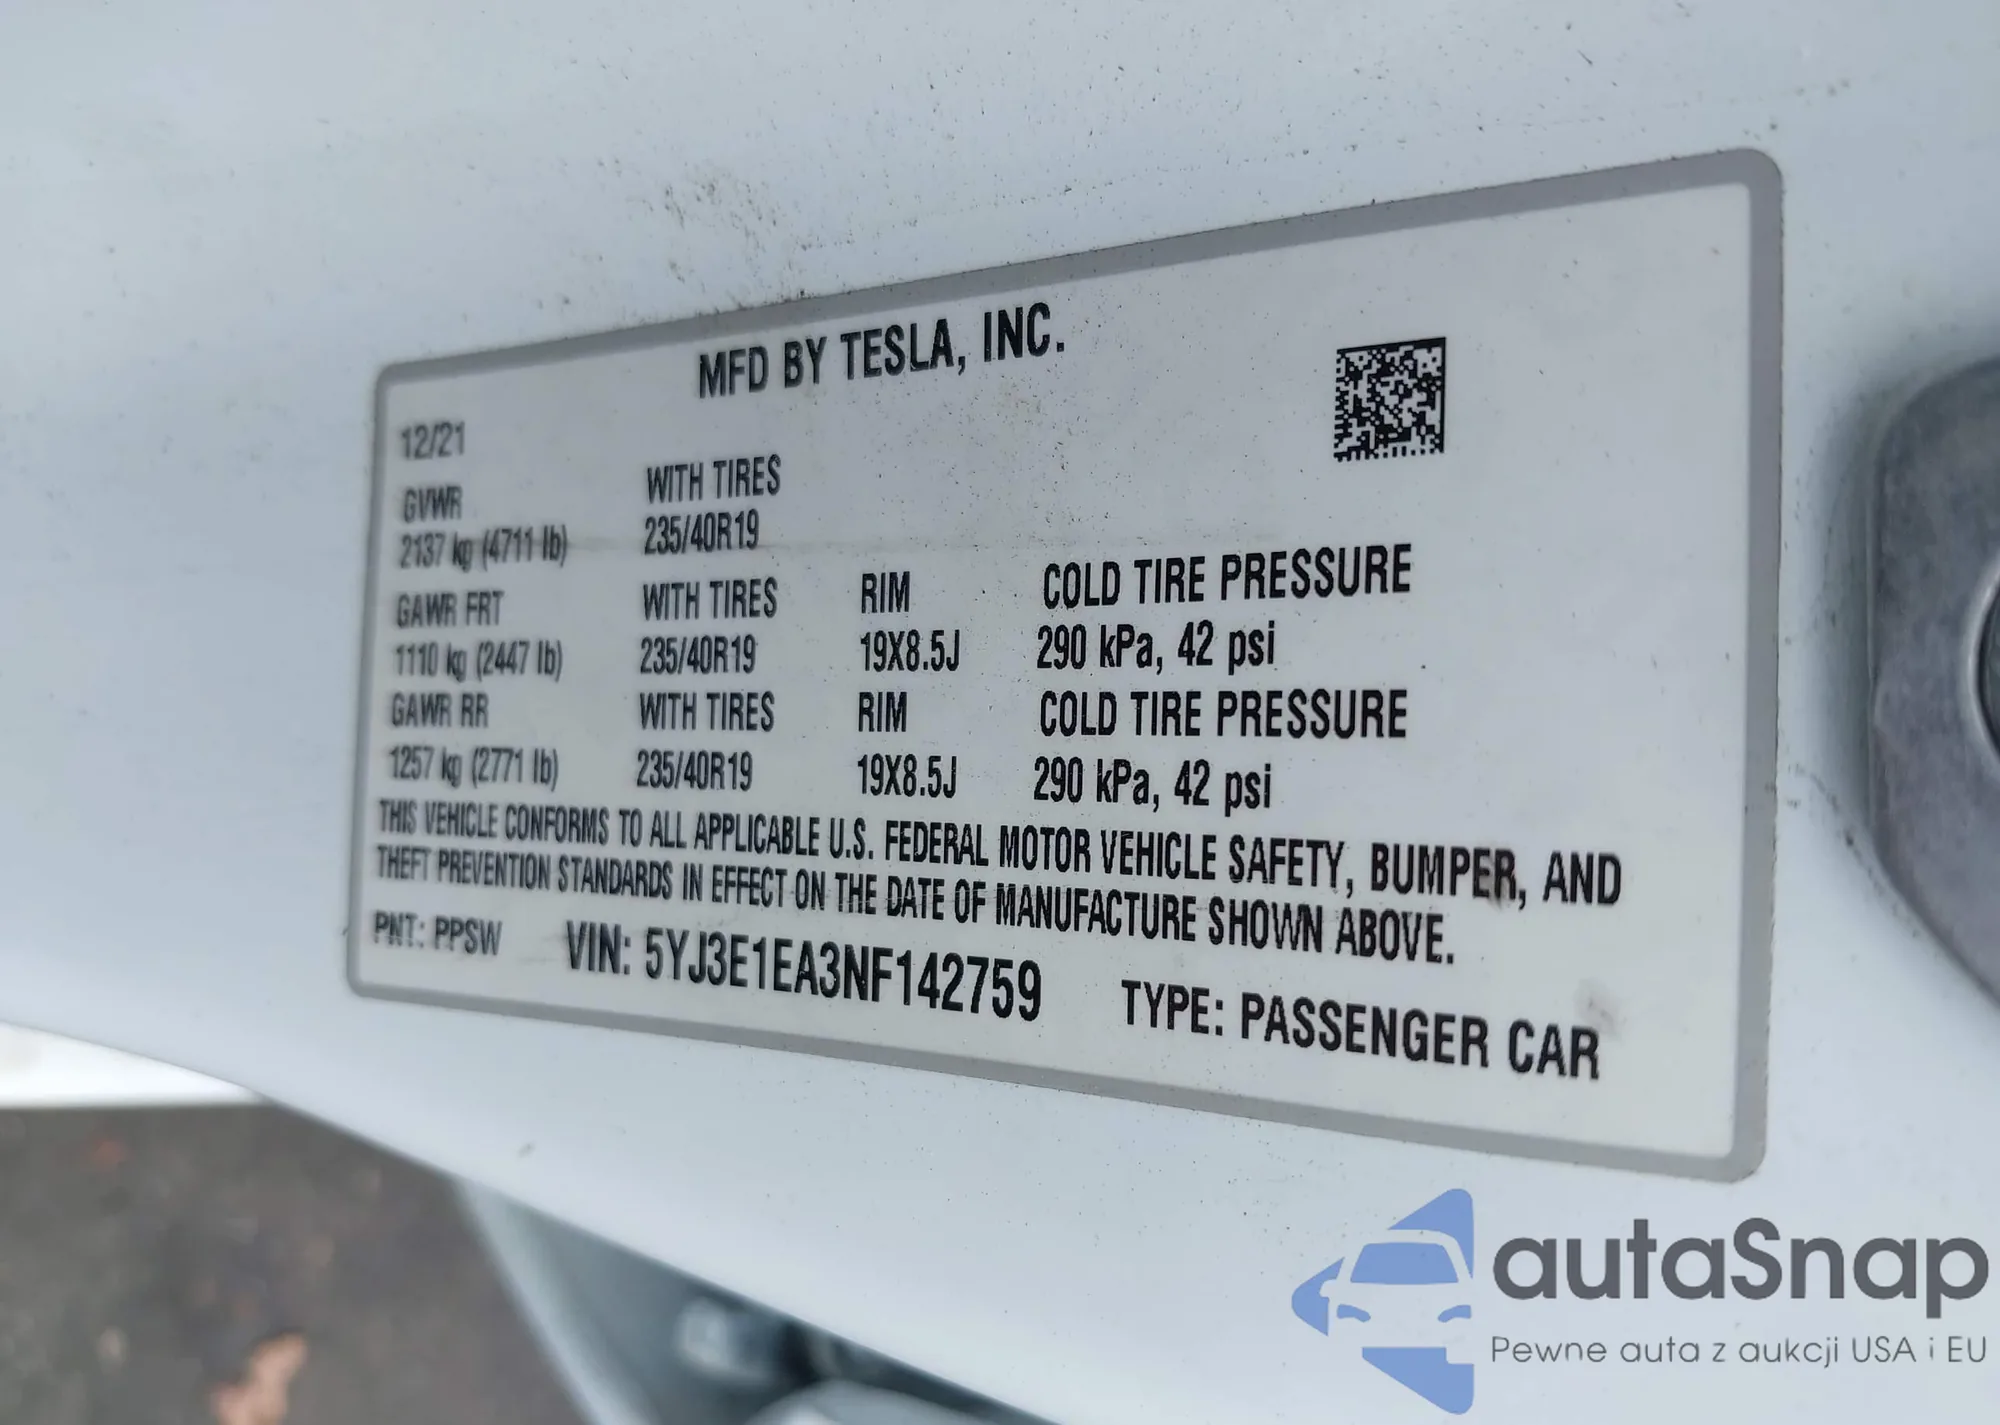 MFD BY TESLA, INC.
12/21
GVWR WITH TIRES
2137 kg (4711 lb) 235/40R19
GAWR FRT WITH TIRES RIM COLD TIRE PRESSURE
1110 kg (2447 lb) 235/40R19 19X8.5J 290 kPa, 42 psi
GAWR RR WITH TIRES RIM COLD TIRE PRESSURE
1257 kg (2771 lb) 235/40R19 19X8.5J 290 kPa, 42 psi
THIS VEHICLE CONFORMS TO ALL APPLICABLE U.S. FEDERAL MOTOR VEHICLE SAFETY, BUMPER, AND
THEFT PREVENTION STANDARDS IN EFFECT ON THE DATE OF MANUFACTURE SHOWN ABOVE.
PNT: PPSW VIN: 5YJ3E1EA3NF142759 TYPE: PASSENGER CAR
autaSnap
Pewne auta z aukcji USA i EU